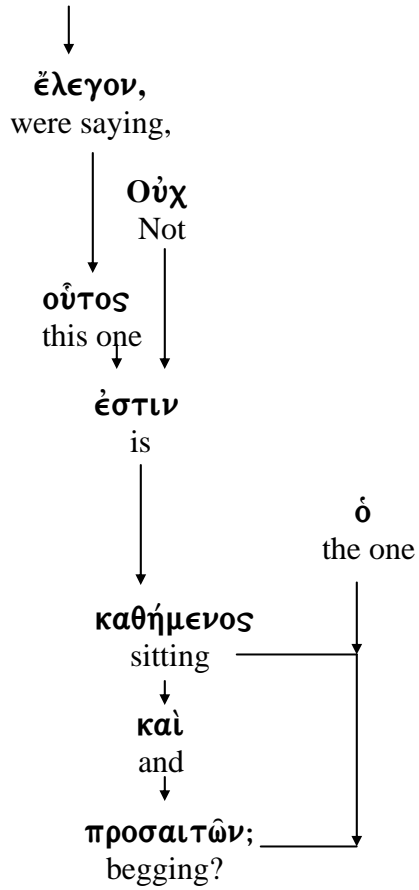 ἔλεγον,
were saying,
Οὐχ
Not
οὗτος
this one
ἐστιν
is
ὁ
the one
καθήμενος
sitting
καὶ
and
προσαιτῶν;
begging?